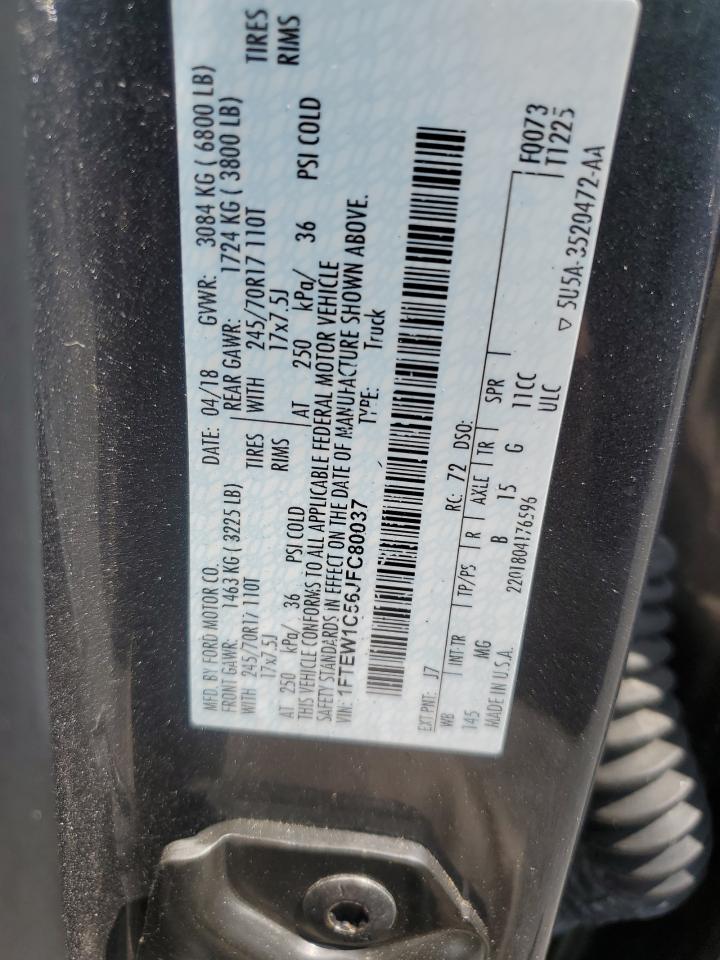 MFD. BY FORD MOTOR CO. DATE: 04/18 GVWR: 3084 KG ( 6800 LB)
FRONT GAWR: 1463 KG ( 3225 LB) REAR GAWR: 1724 KG ( 3800 LB)
WITH 245/70R17 110T TIRES WITH 245/70R17 110T TIRES
17x7.5J RIMS 17x7.5J RIMS
AT 250 kPa/ 36 PSI COLD AT 250 kPa/ 36 PSI COLD
THIS VEHICLE CONFORMS TO ALL APPLICABLE FEDERAL MOTOR VEHICLE
SAFETY STANDARDS IN EFFECT ON THE DATE OF MANUFACTURE SHOWN ABOVE.
VIN: 1FTEW1C56JFC80037 TYPE: Truck
EXT PNT: J7 RC: 72 DSO: F0073
WB INT TR TP/PS R AXLE TR SPR T1225
145 MG B 15 G 11CC
MADE IN U.S.A. 2201804176596 ULC ▽ 5U5A-3520472-AA